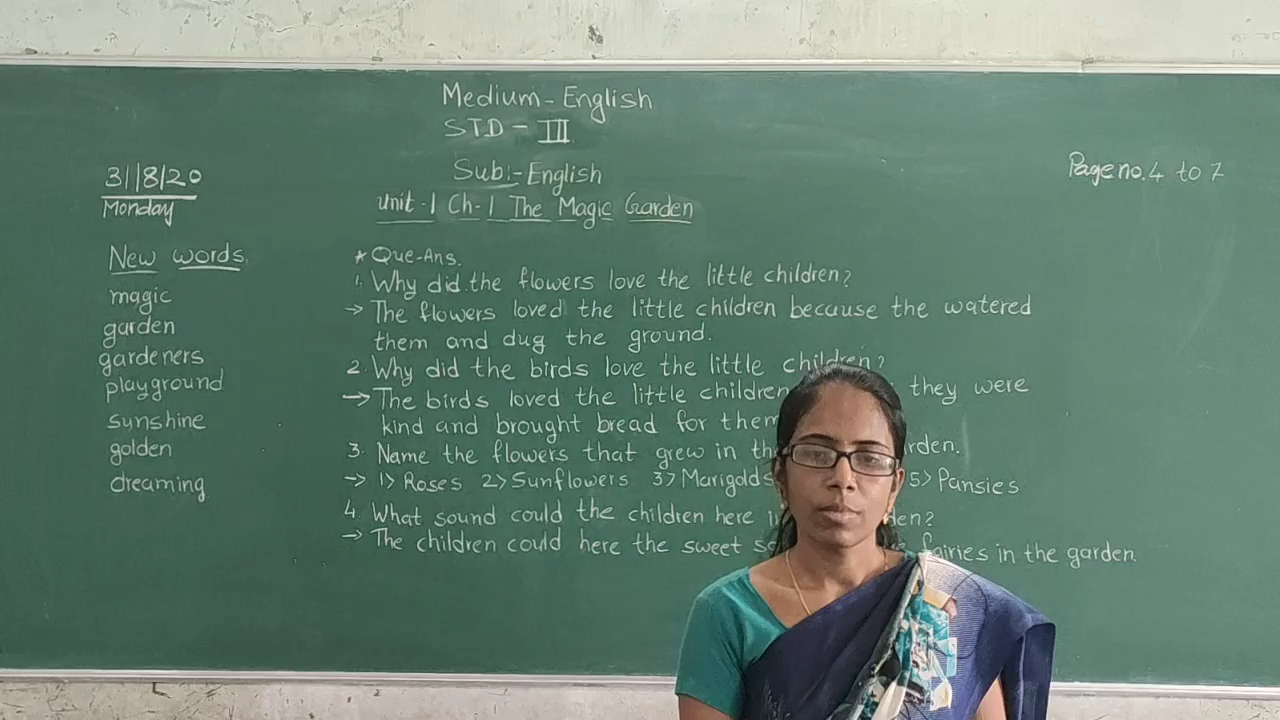 Medium - English
STD - III
Sub:- English
Unit - 1 Ch - 1 The Magic Garden
31/8/20
Monday
Page no. 4 to 7
New words
magic
garden
gardeners
playground
sunshine
golden
dreaming
* Que-Ans.
1. Why did the flowers love the little children?
→ The flowers loved the little children because the watered
them and dug the ground.
2. Why did the birds love the little children?
→ The birds loved the little children they were
kind and brought bread for them
3. Name the flowers that grew in
→ 1> Roses 2> Sunflowers 3> Marigolds 5> Pansies
4. What sound could the children here
→ The children could here the sweet fairies in the garden.